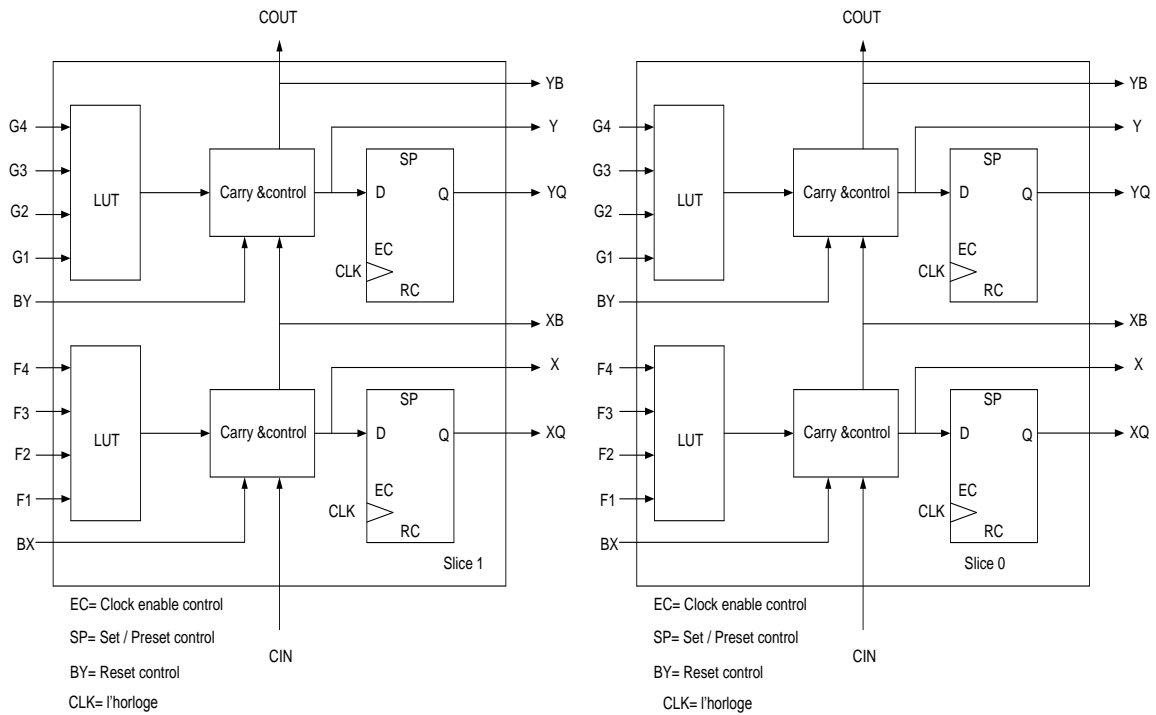 COUT
YB
G4
Y
SP
G3
LUT
Carry &control
D
Q
YQ
G2
EC
G1
CLK
RC
BY
XB
F4
X
SP
F3
LUT
Carry &control
D
Q
XQ
F2
EC
F1
CLK
RC
BX
Slice 1
EC= Clock enable control
SP= Set / Preset control
CIN
BY= Reset control
CLK= l'horloge
COUT
YB
G4
Y
SP
G3
LUT
Carry &control
D
Q
YQ
G2
EC
G1
CLK
RC
BY
XB
F4
X
SP
F3
LUT
Carry &control
D
Q
XQ
F2
EC
F1
CLK
RC
BX
Slice 0
EC= Clock enable control
SP= Set / Preset control
CIN
BY= Reset control
CLK= l'horloge